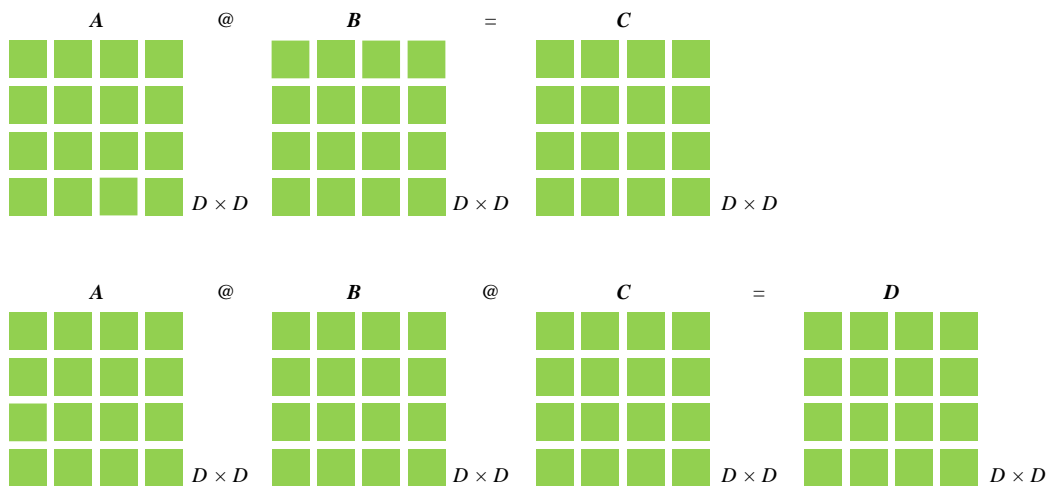 A @ B = C
D × D D × D D × D
A @ B @ C = D
D × D D × D D × D D × D